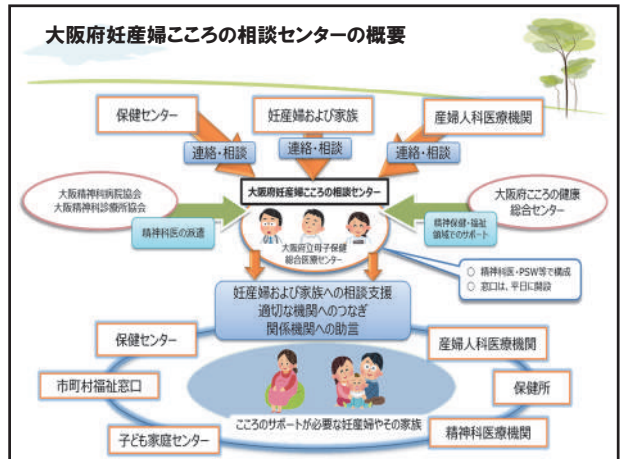 大阪府妊産婦こころの相談センターの概要
保健センター
妊産婦および家族
産婦人科医療機関
連絡・相談
連絡・相談
連絡・相談
大阪精神科病院協会
大阪精神科診療所協会
大阪府妊産婦こころの相談センター
大阪府こころの健康
総合センター
精神科医の派遣
精神保健・福祉
領域でのサポート
大阪府立母子保健
総合医療センター
○ 精神科医・PSW等で構成
○ 窓口は、平日に開設
妊産婦および家族への相談支援
適切な機関へのつなぎ
関係機関への助言
保健センター
産婦人科医療機関
市町村福祉窓口
保健所
こころのサポートが必要な妊産婦やその家族
子ども家庭センター
精神科医療機関